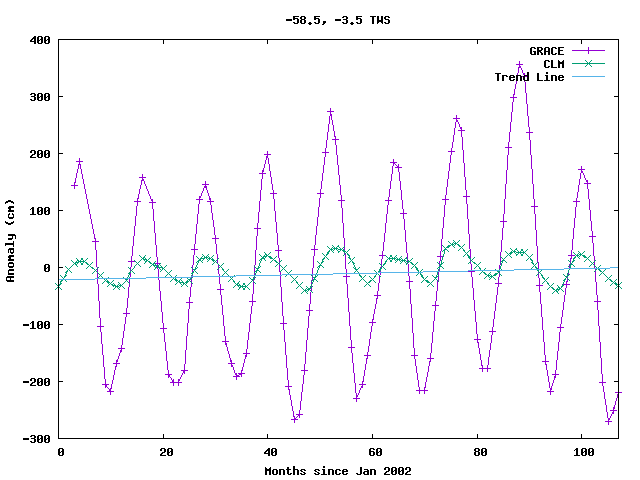 -58.5, -3.5 TWS
400
300
200
100
0
-100
-200
-300
Anomaly (cm)
GRACE
CLM
Trend Line
0 20 40 60 80 100
Months since Jan 2002